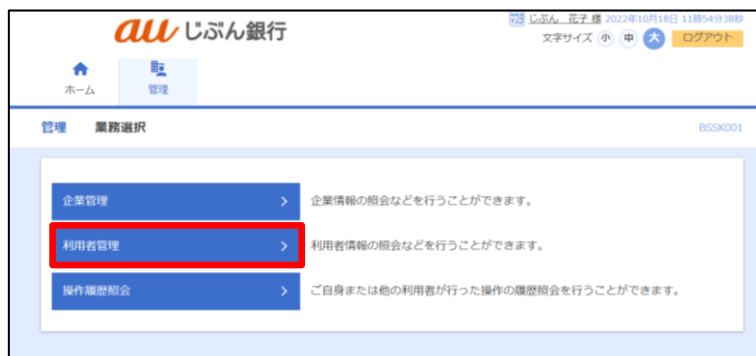 au じぶん銀行
じぶん 花子 様 2022年10月18日 11時54分38秒
文字サイズ 小 中 大 ログアウト
ホーム 管理
管理 業務選択 BSSK001
企業管理 企業情報の照会などを行うことができます。
利用者管理 利用者情報の照会などを行うことができます。
操作履歴照会 ご自身または他の利用者が行った操作の履歴照会を行うことができます。